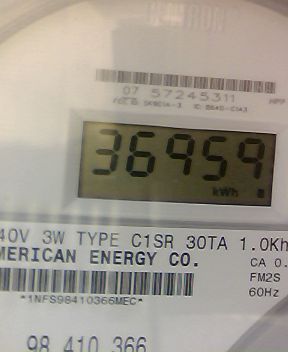 07 57245311
36959
kWh
40V 3W TYPE C1SR 30TA 1.0Kh
MERICAN ENERGY CO.
CA 0.
FM2S
60Hz
*1NFS98410366MEC*
98 410 366